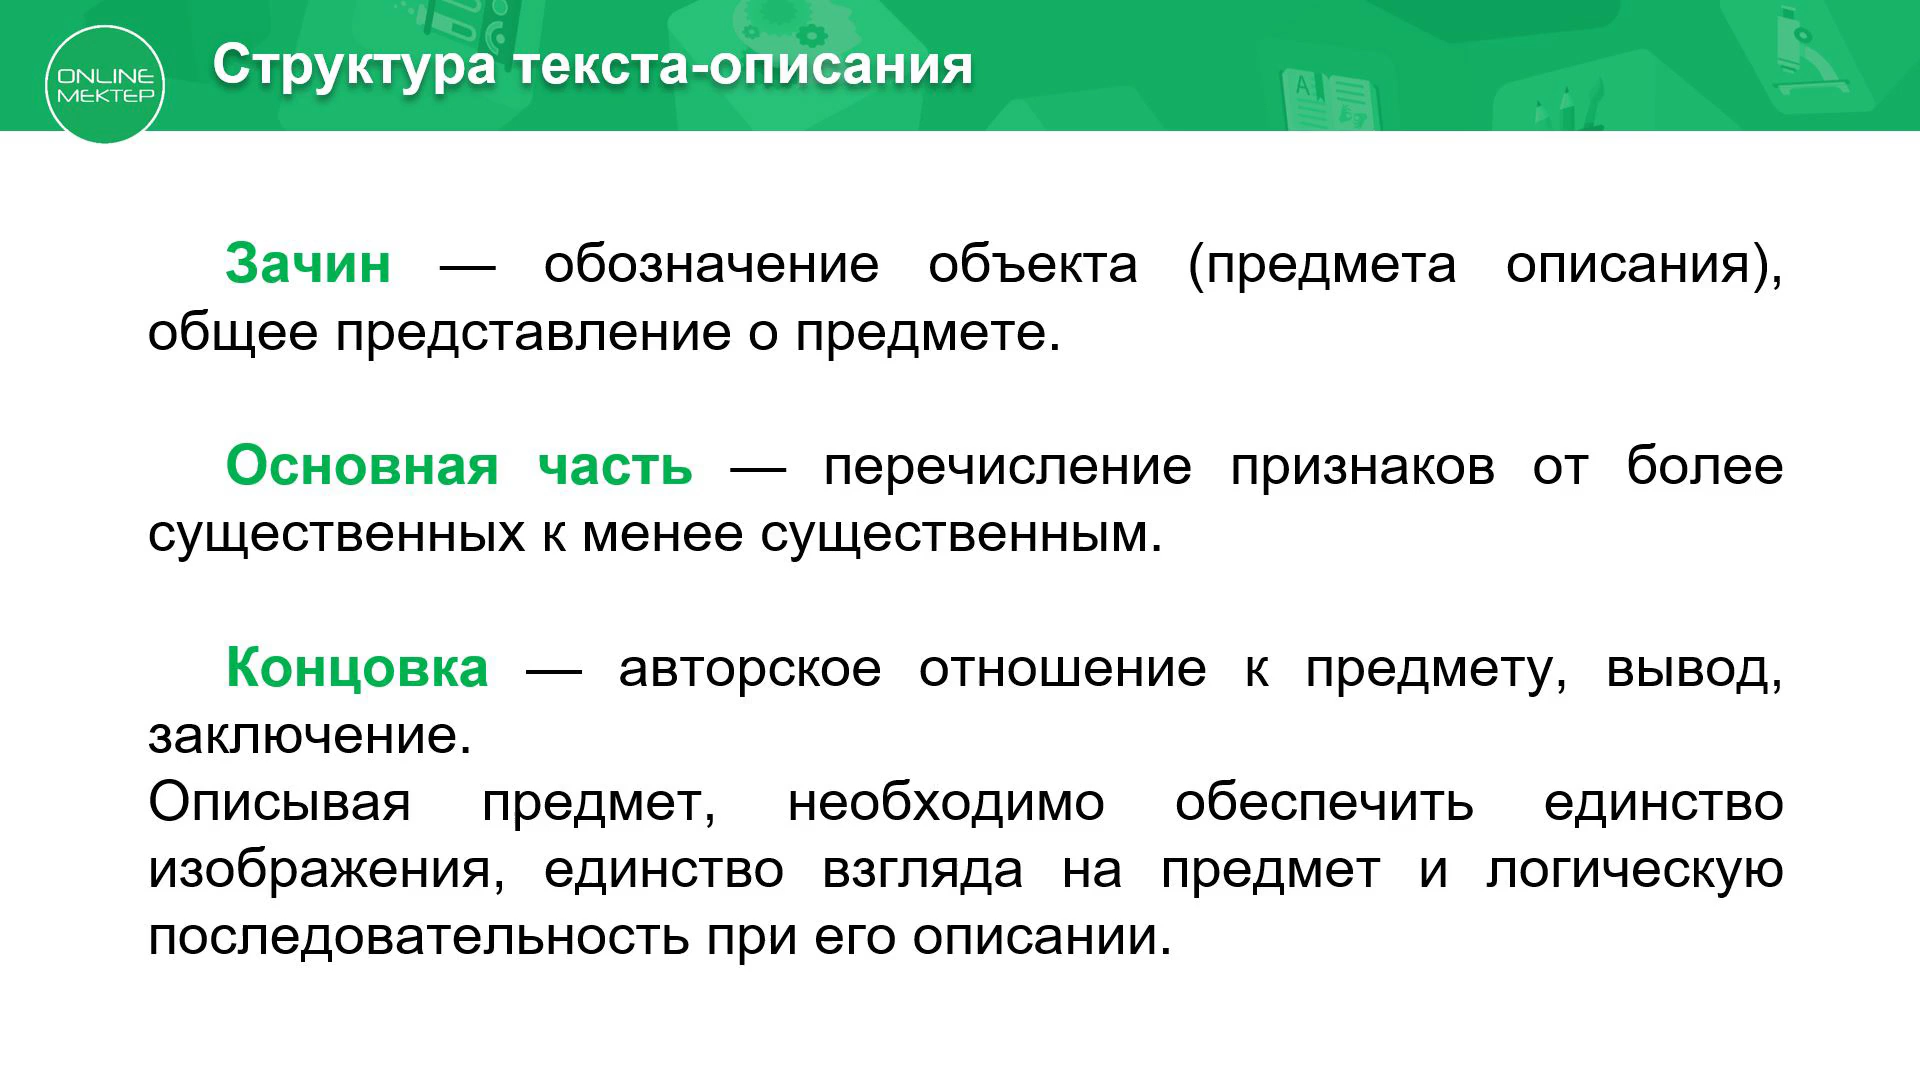 ONLINE
MEKTEP
Структура текста-описания
Зачин — обозначение объекта (предмета описания),
общее представление о предмете.
Основная часть — перечисление признаков от более
существенных к менее существенным.
Концовка — авторское отношение к предмету, вывод,
заключение.
Описывая предмет, необходимо обеспечить единство
изображения, единство взгляда на предмет и логическую
последовательность при его описании.